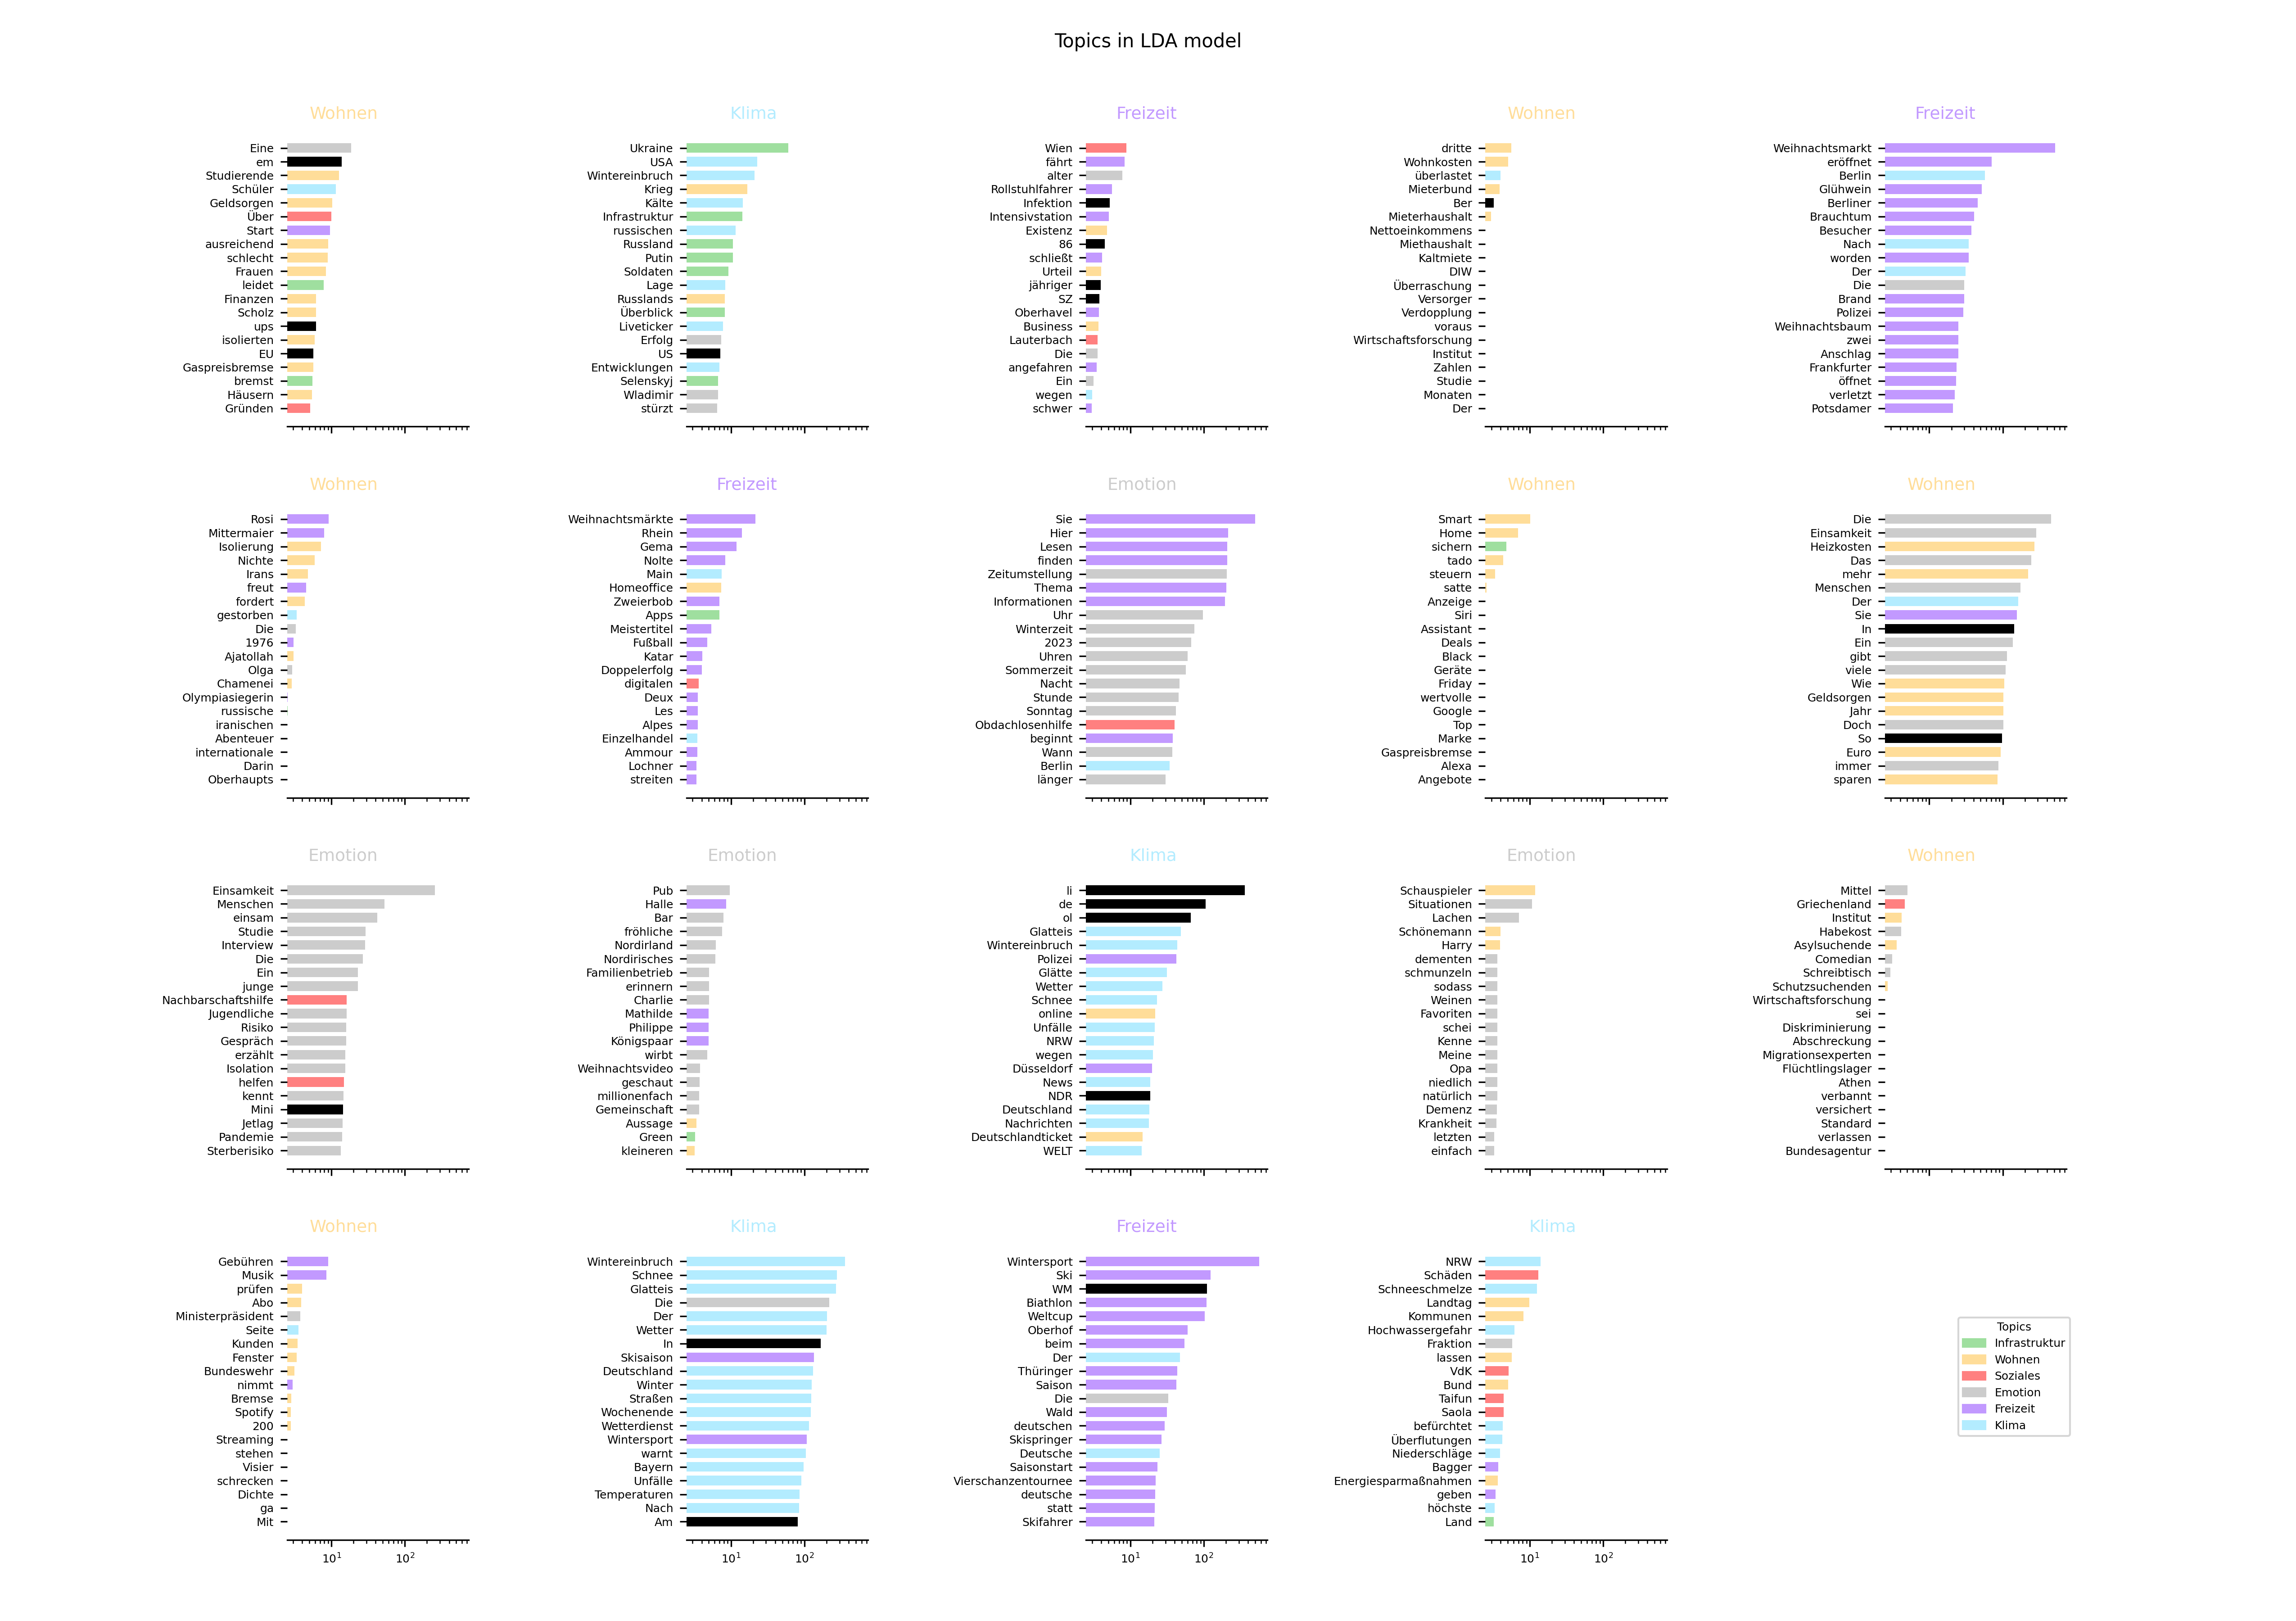 Topics in LDA model
Wohnen
Eine
em
Studierende
Schüler
Geldsorgen
Über
Start
ausreichend
schlecht
Frauen
leidet
Finanzen
Scholz
ups
isolierten
EU
Gaspreisbremse
bremst
Häusern
Gründen
Klima
Ukraine
USA
Wintereinbruch
Krieg
Kälte
Infrastruktur
russischen
Russland
Putin
Soldaten
Lage
Russlands
Überblick
Liveticker
Erfolg
US
Entwicklungen
Selenskyj
Wladimir
stürzt
Freizeit
Wien
fährt
alter
Rollstuhlfahrer
Infektion
Intensivstation
Existenz
86
schließt
Urteil
jähriger
SZ
Oberhavel
Business
Lauterbach
Die
angefahren
Ein
wegen
schwer
Wohnen
dritte
Wohnkosten
überlastet
Mieterbund
Ber
Mieterhaushalt
Nettoeinkommens
Miethaushalt
Kaltmiete
DIW
Überraschung
Versorger
Verdopplung
voraus
Wirtschaftsforschung
Institut
Zahlen
Studie
Monaten
Der
Freizeit
Weihnachtsmarkt
eröffnet
Berlin
Glühwein
Berliner
Brauchtum
Besucher
Nach
worden
Der
Die
Brand
Polizei
Weihnachtsbaum
zwei
Anschlag
Frankfurter
öffnet
verletzt
Potsdamer
Wohnen
Rosi
Mittermaier
Isolierung
Nichte
Irans
freut
fordert
gestorben
Die
1976
Ajatollah
Olga
Chamenei
Olympiasiegerin
russische
iranischen
Abenteuer
internationale
Darin
Oberhaupts
Freizeit
Weihnachtsmärkte
Rhein
Gema
Nolte
Main
Homeoffice
Zweierbob
Apps
Meistertitel
Fußball
Katar
Doppelerfolg
digitalen
Deux
Les
Alpes
Einzelhandel
Ammour
Lochner
streiten
Emotion
Sie
Hier
Lesen
finden
Zeitumstellung
Thema
Informationen
Uhr
Winterzeit
2023
Uhren
Sommerzeit
Nacht
Stunde
Sonntag
Obdachlosenhilfe
beginnt
Wann
Berlin
länger
Wohnen
Smart
Home
sichern
tado
steuern
satte
Anzeige
Siri
Assistant
Deals
Black
Geräte
Friday
wertvolle
Google
Top
Marke
Gaspreisbremse
Alexa
Angebote
Wohnen
Die
Einsamkeit
Heizkosten
Das
mehr
Menschen
Der
Sie
In
Ein
gibt
viele
Wie
Geldsorgen
Jahr
Doch
So
Euro
immer
sparen
Emotion
Einsamkeit
Menschen
einsam
Studie
Interview
Die
Ein
junge
Nachbarschaftshilfe
Jugendliche
Risiko
Gespräch
erzählt
Isolation
helfen
kennt
Mini
Jetlag
Pandemie
Sterberisiko
Emotion
Pub
Halle
Bar
fröhliche
Nordirland
Nordirisches
Familienbetrieb
erinnern
Charlie
Mathilde
Philippe
Königspaar
wirbt
Weihnachtsvideo
geschaut
millionenfach
Gemeinschaft
Aussage
Green
kleineren
Klima
li
de
ol
Glatteis
Wintereinbruch
Polizei
Glätte
Wetter
Schnee
online
Unfälle
NRW
wegen
Düsseldorf
News
NDR
Deutschland
Nachrichten
Deutschlandticket
WELT
Emotion
Schauspieler
Situationen
Lachen
Schönemann
Harry
dementen
schmunzeln
sodass
Weinen
Favoriten
schei
Kenne
Meine
Opa
niedlich
natürlich
Demenz
Krankheit
letzten
einfach
Wohnen
Mittel
Griechenland
Institut
Habekost
Asylsuchende
Comedian
Schreibtisch
Schutzsuchenden
Wirtschaftsforschung
sei
Diskriminierung
Abschreckung
Migrationsexperten
Flüchtlingslager
Athen
verbannt
versichert
Standard
verlassen
Bundesagentur
Wohnen
Gebühren
Musik
prüfen
Abo
Ministerpräsident
Seite
Kunden
Fenster
Bundeswehr
nimmt
Bremse
Spotify
200
Streaming
stehen
Visier
schrecken
Dichte
ga
Mit
10¹ 10²
Klima
Wintereinbruch
Schnee
Glatteis
Die
Der
Wetter
In
Skisaison
Deutschland
Winter
Straßen
Wochenende
Wetterdienst
Wintersport
warnt
Bayern
Unfälle
Temperaturen
Nach
Am
10¹ 10²
Freizeit
Wintersport
Ski
WM
Biathlon
Weltcup
Oberhof
beim
Der
Thüringer
Saison
Die
Wald
deutschen
Skispringer
Deutsche
Saisonstart
Vierschanzentournee
deutsche
statt
Skifahrer
10¹ 10²
Klima
NRW
Schäden
Schneeschmelze
Landtag
Kommunen
Hochwassergefahr
Fraktion
lassen
VdK
Bund
Taifun
Saola
befürchtet
Überflutungen
Niederschläge
Bagger
Energiesparmaßnahmen
geben
höchste
Land
10¹ 10²
Topics
Infrastruktur
Wohnen
Soziales
Emotion
Freizeit
Klima